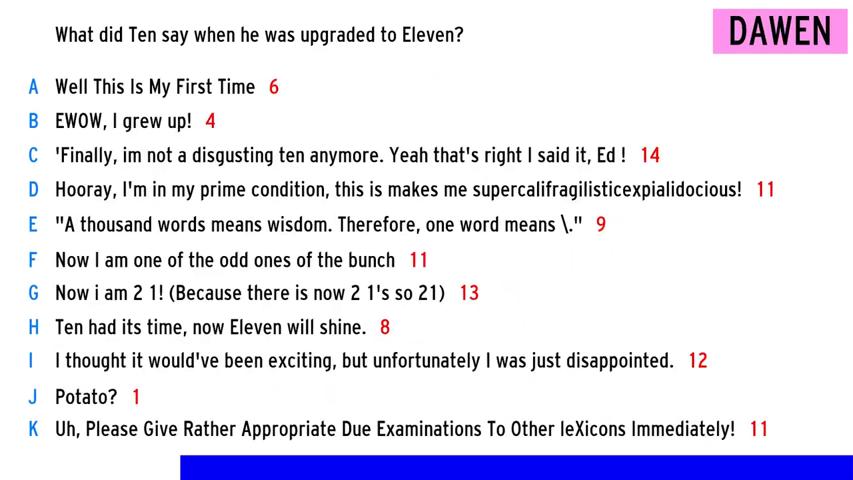 What did Ten say when he was upgraded to Eleven?
DAWEN
A Well This Is My First Time 6
B EWOW, I grew up! 4
C 'Finally, im not a disgusting ten anymore. Yeah that's right I said it, Ed ! 14
D Hooray, I'm in my prime condition, this is makes me supercalifragilisticexpialidocious! 11
E "A thousand words means wisdom. Therefore, one word means \." 9
F Now I am one of the odd ones of the bunch 11
G Now i am 2 1! (Because there is now 2 1's so 21) 13
H Ten had its time, now Eleven will shine. 8
I I thought it would've been exciting, but unfortunately I was just disappointed. 12
J Potato? 1
K Uh, Please Give Rather Appropriate Due Examinations To Other leXicons Immediately! 11